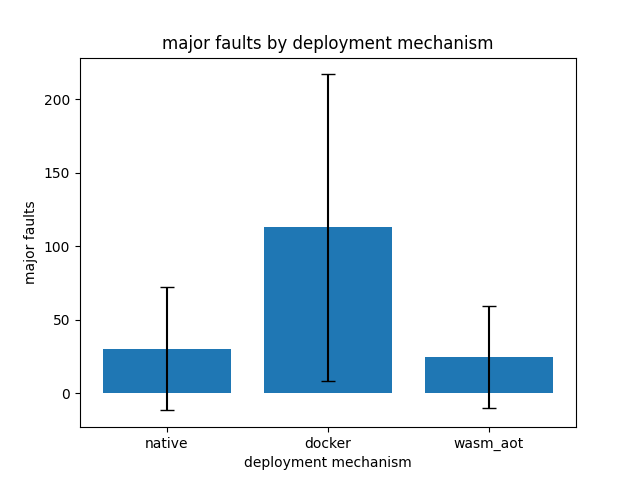 major faults by deployment mechanism
major faults
200
150
100
50
0
native
docker
wasm_aot
deployment mechanism